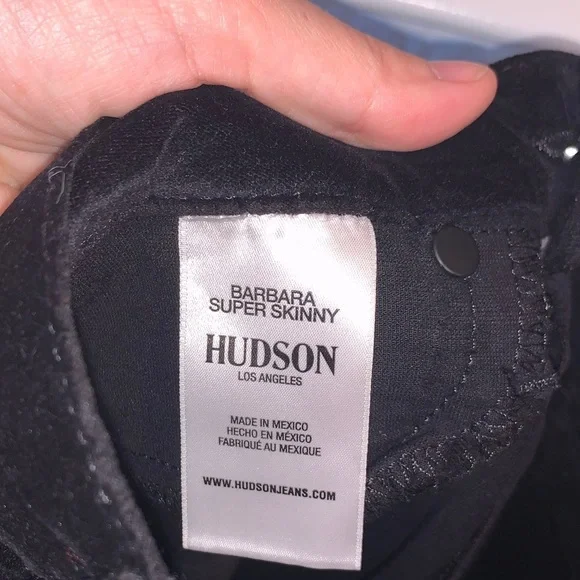 BARBARA
SUPER SKINNY
HUDSON
LOS ANGELES
MADE IN MEXICO
HECHO EN MÉXICO
FABRIQUÉ AU MEXIQUE
WWW.HUDSONJEANS.COM